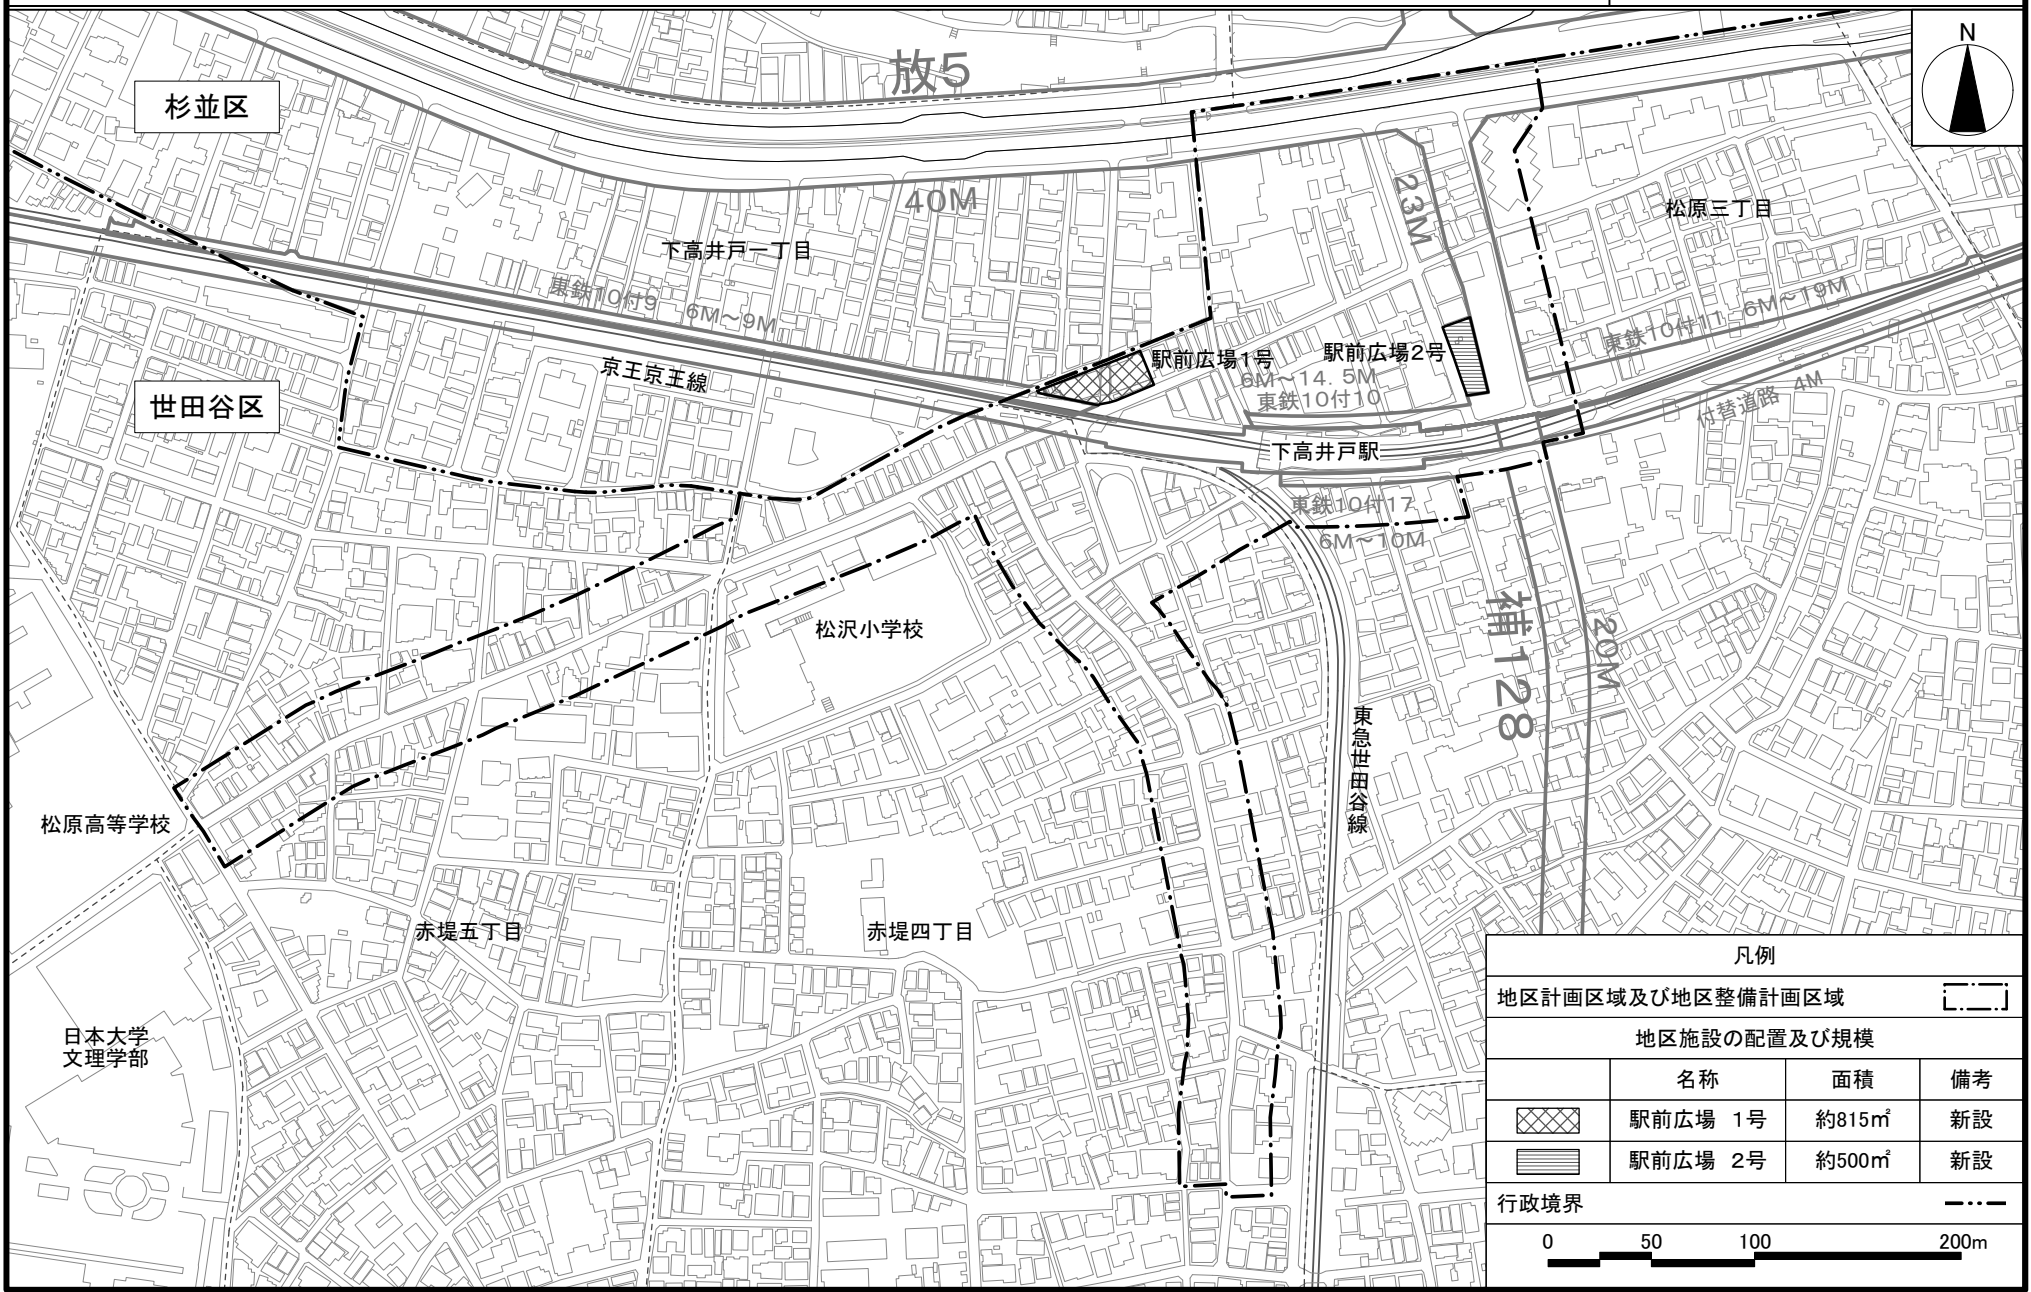 放5
N
杉並区
40M
23M
松原三丁目
下高井戸一丁目
東鉄10付9 6M～9M
東鉄10付11 6M～19M
京王京王線
駅前広場1号
駅前広場2号
6M～14.5M
東鉄10付10
世田谷区
付替道路 4M
下高井戸駅
東鉄10付17
6M～10M
松沢小学校
補128
20M
東急世田谷線
松原高等学校
赤堤五丁目
赤堤四丁目
日本大学
文理学部
凡例
地区計画区域及び地区整備計画区域
地区施設の配置及び規模
名称 面積 備考
駅前広場 1号 約815㎡ 新設
駅前広場 2号 約500㎡ 新設
行政境界
0 50 100 200m